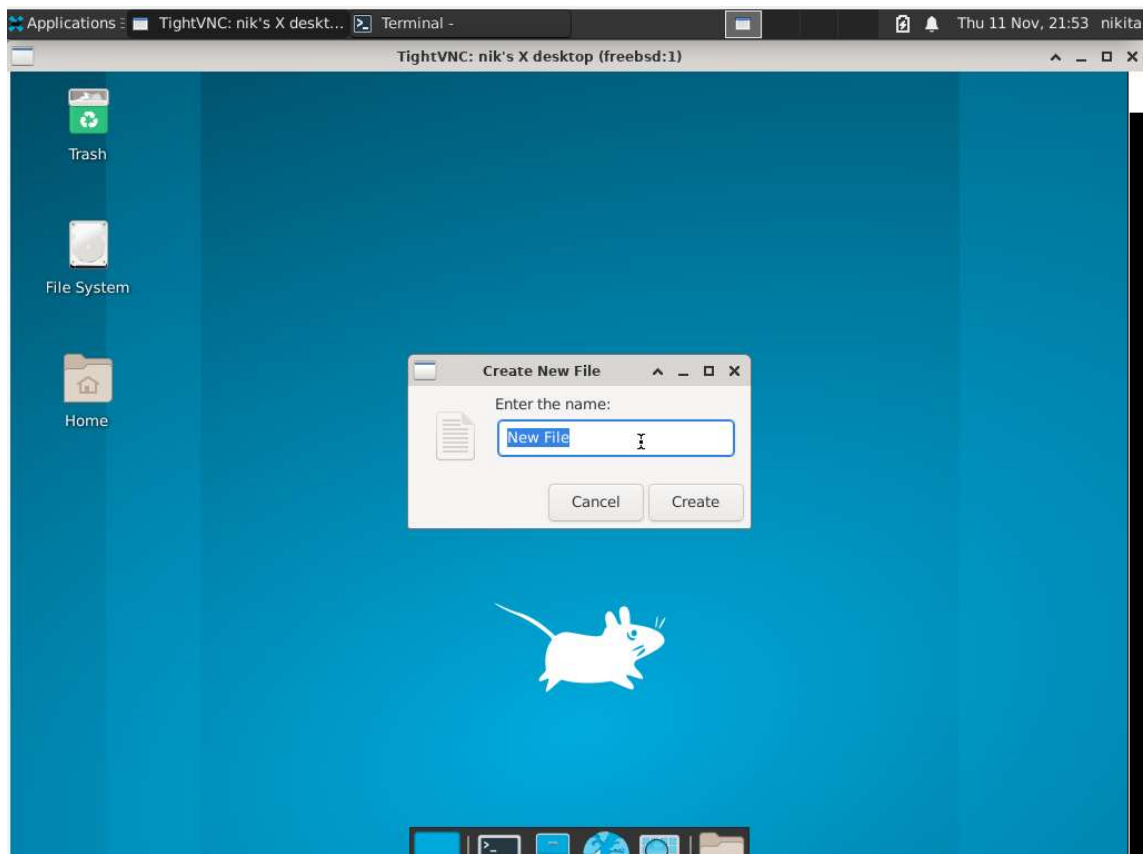 Applications TightVNC: nik's X deskt... Terminal - Thu 11 Nov, 21:53 nikita
TightVNC: nik's X desktop (freebsd:1)
Trash
File System
Home
Create New File
Enter the name:
New File
Cancel Create